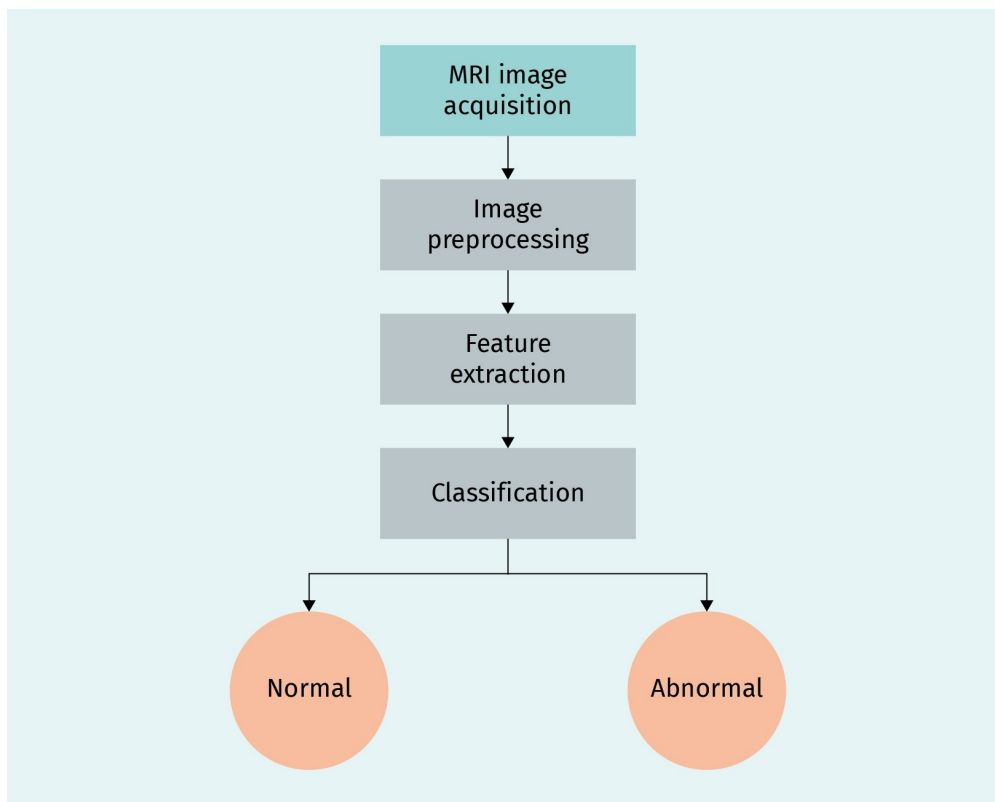 MRI image
acquisition
Image
preprocessing
Feature
extraction
Classification
Normal
Abnormal